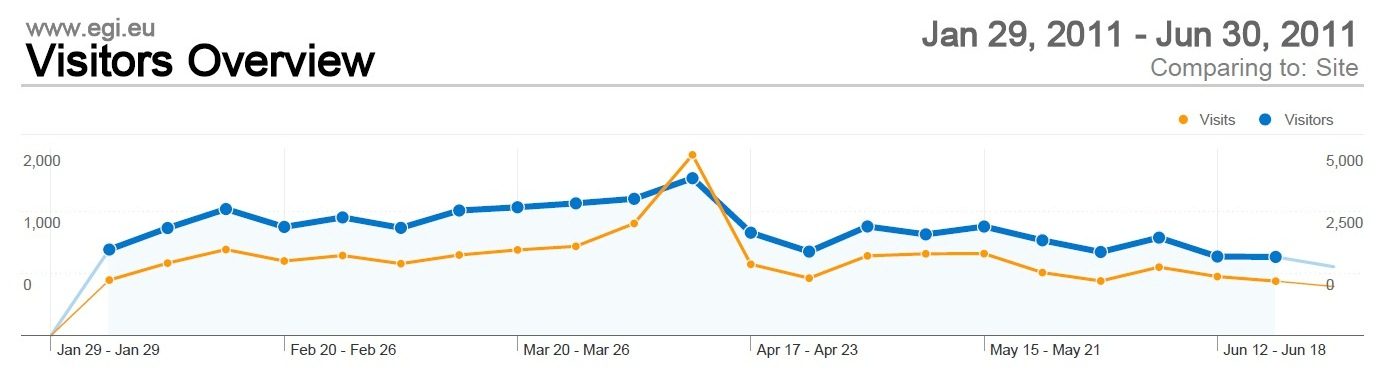 www.egi.eu
Visitors Overview
Jan 29, 2011 - Jun 30, 2011
Comparing to: Site
Visits Visitors
2,000 5,000
1,000 2,500
0 0
Jan 29 - Jan 29 Feb 20 - Feb 26 Mar 20 - Mar 26 Apr 17 - Apr 23 May 15 - May 21 Jun 12 - Jun 18